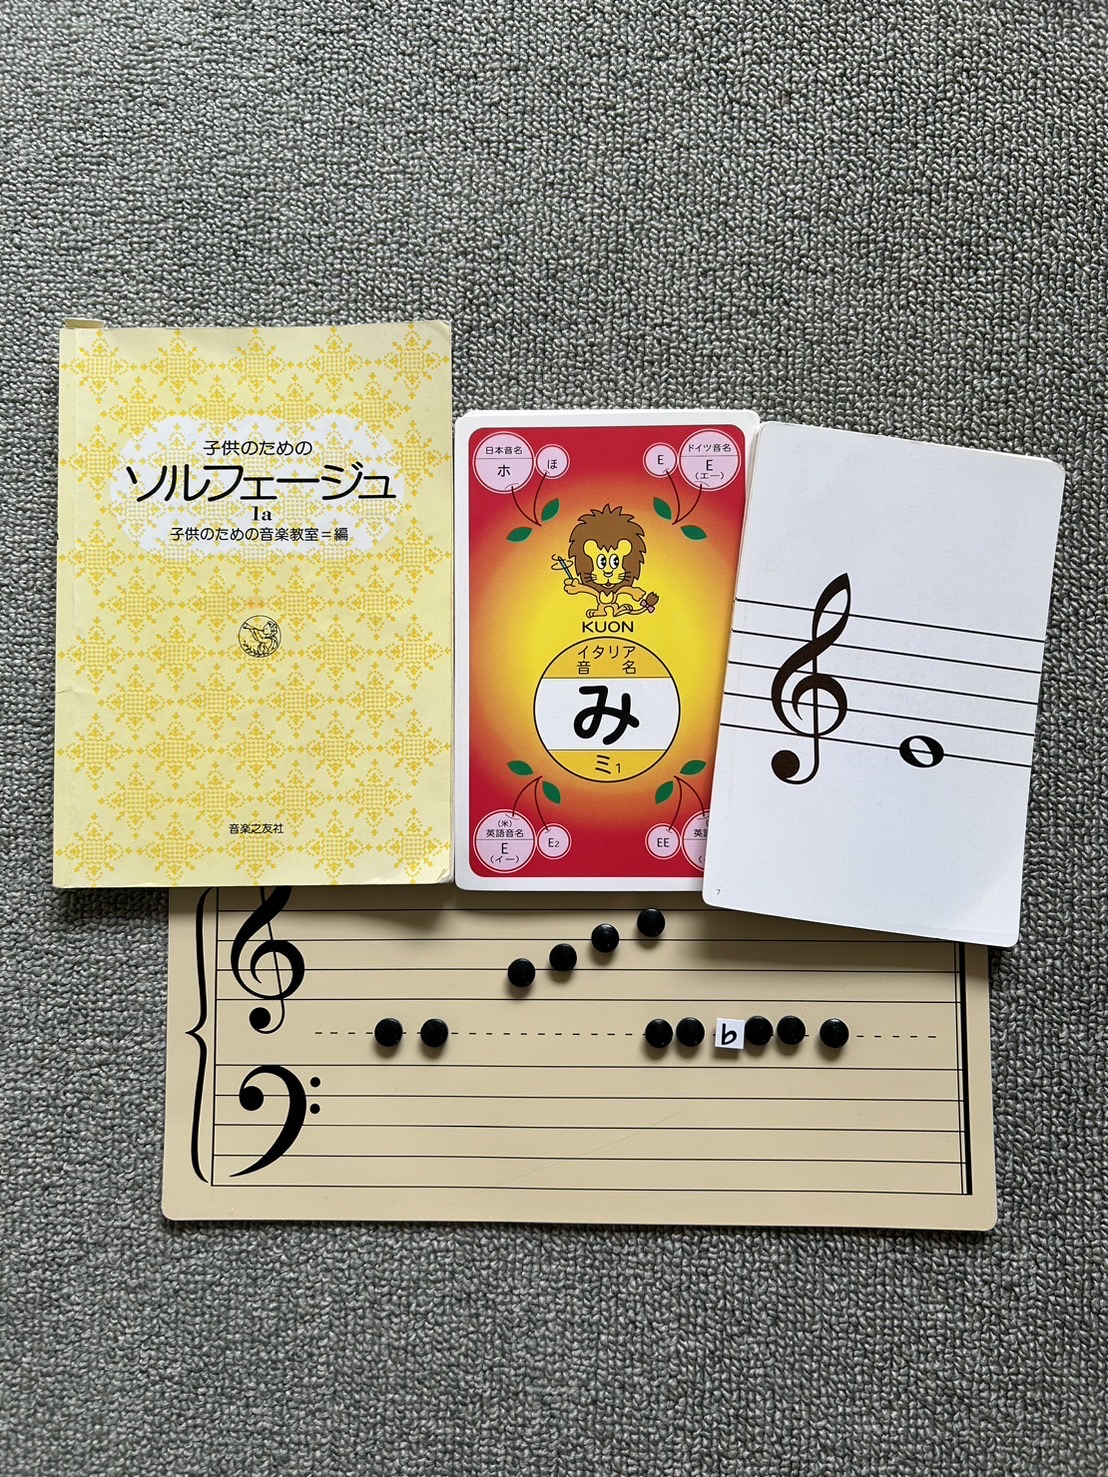 子供のための
ソルフェージュ
1a
子供のための音楽教室=編
音楽之友社
日本音名
ホ
ほ
E
ドイツ音名
E
(エー)
KUON
イタリア
音名
み
ミ1
(米)
英語音名
E
(イー)
E2
EE
7